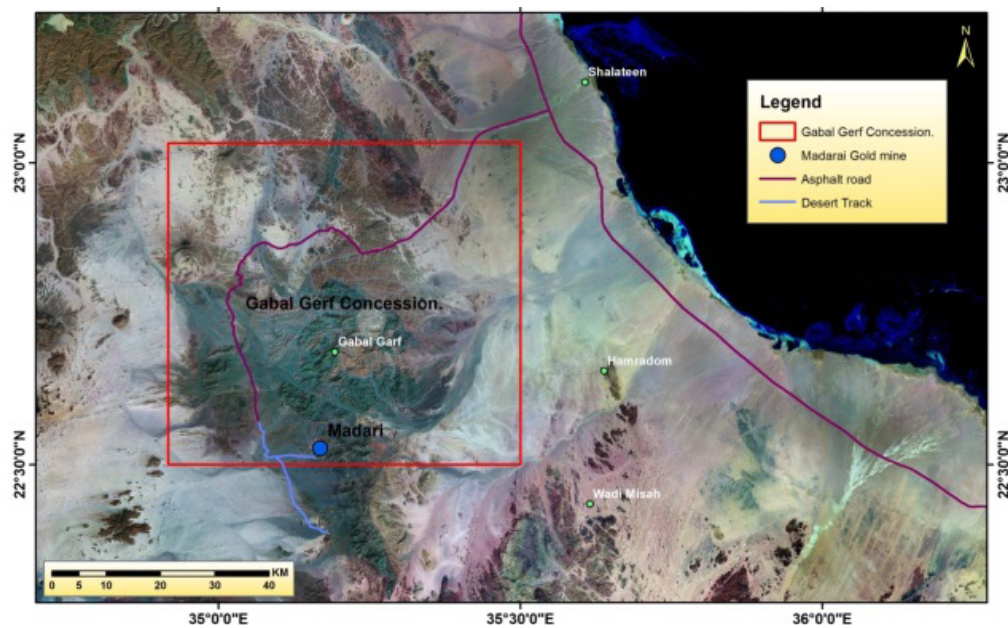 N
Shalateen
Legend
Gabal Gerf Concession.
Madarai Gold mine
Asphalt road
Desert Track
23°0'0"N
23°0'0"N
Gabal Gerf Concession.
Gabal Garf
Hamradom
Madari
22°30'0"N
22°30'0"N
Wadi Misah
KM
0 5 10 20 30 40
35°0'0"E
35°30'0"E
36°0'0"E